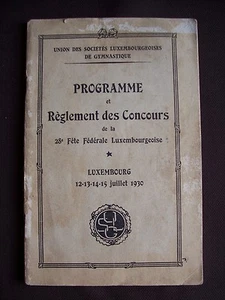 UNION DES SOCIÉTÉS LUXEMBOURGEOISES
DE GYMNASTIQUE
PROGRAMME
et
Règlement des Concours
de la
28e Fête Fédérale Luxembourgeoise
LUXEMBOURG
12-13-14-15 juillet 1930